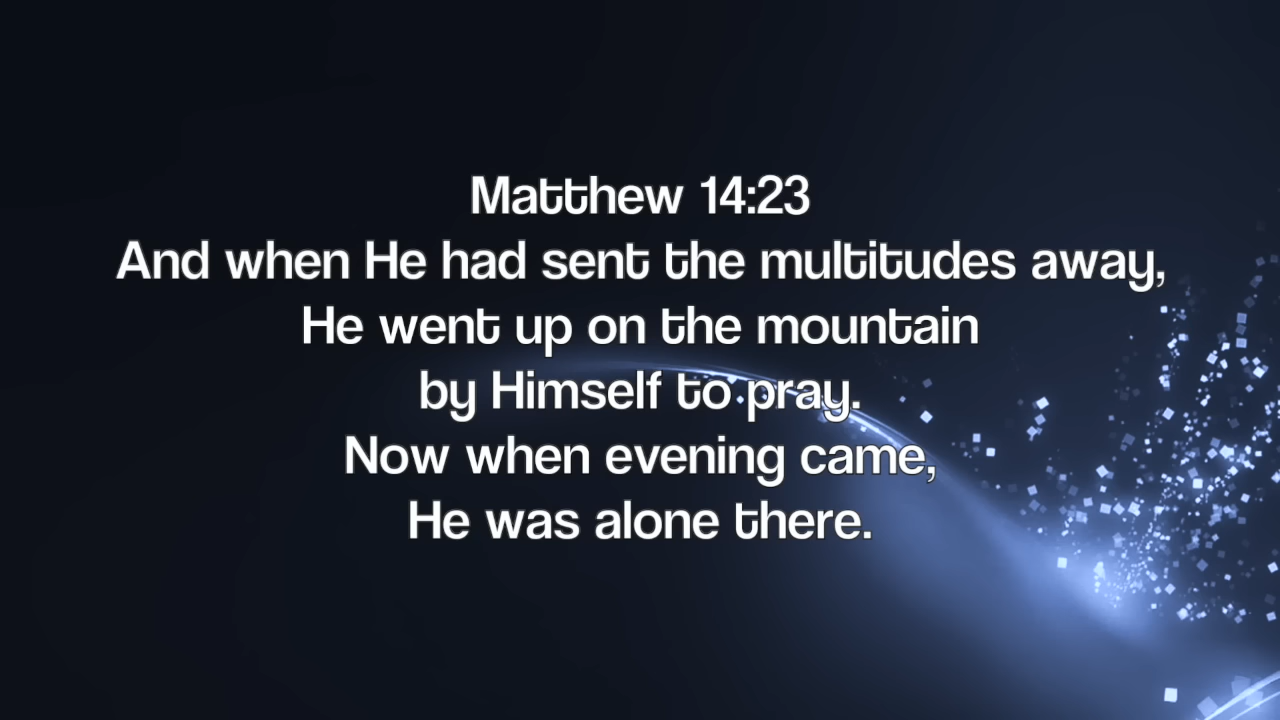 Matthew 14:23
And when He had sent the multitudes away,
He went up on the mountain
by Himself to pray.
Now when evening came,
He was alone there.